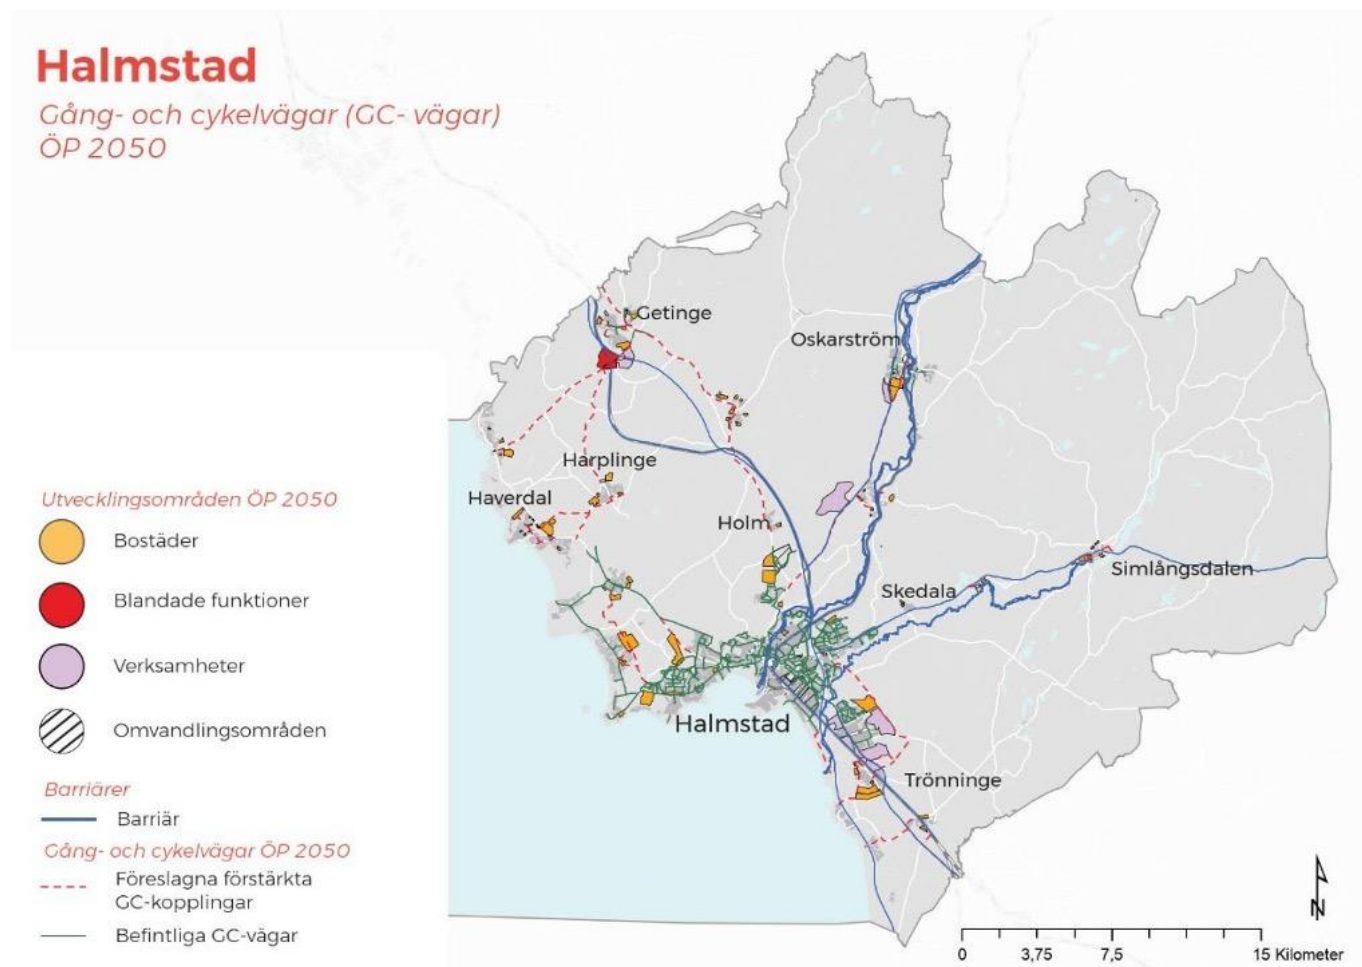 Halmstad
Gång- och cykelvägar (GC- vägar)
ÖP 2050
Getinge
Oskarström
Harplinge
Haverdal
Holm
Skedala
Simlångsdalen
Halmstad
Trönninge
Utvecklingsområden ÖP 2050
Bostäder
Blandade funktioner
Verksamheter
Omvandlingsområden
Barriärer
Barriär
Gång- och cykelvägar ÖP 2050
Föreslagna förstärkta
GC-kopplingar
Befintliga GC-vägar
N
0 3,75 7,5 15 Kilometer